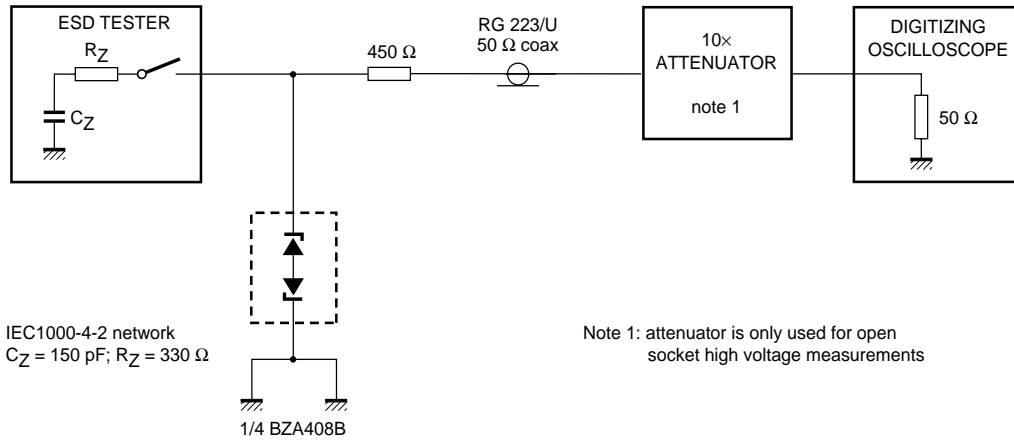 ESD TESTER
RZ
CZ
450 Ω
RG 223/U
50 Ω coax
10×
ATTENUATOR
note 1
DIGITIZING
OSCILLOSCOPE
50 Ω
IEC1000-4-2 network
CZ = 150 pF; RZ = 330 Ω
1/4 BZA408B
Note 1: attenuator is only used for open
socket high voltage measurements